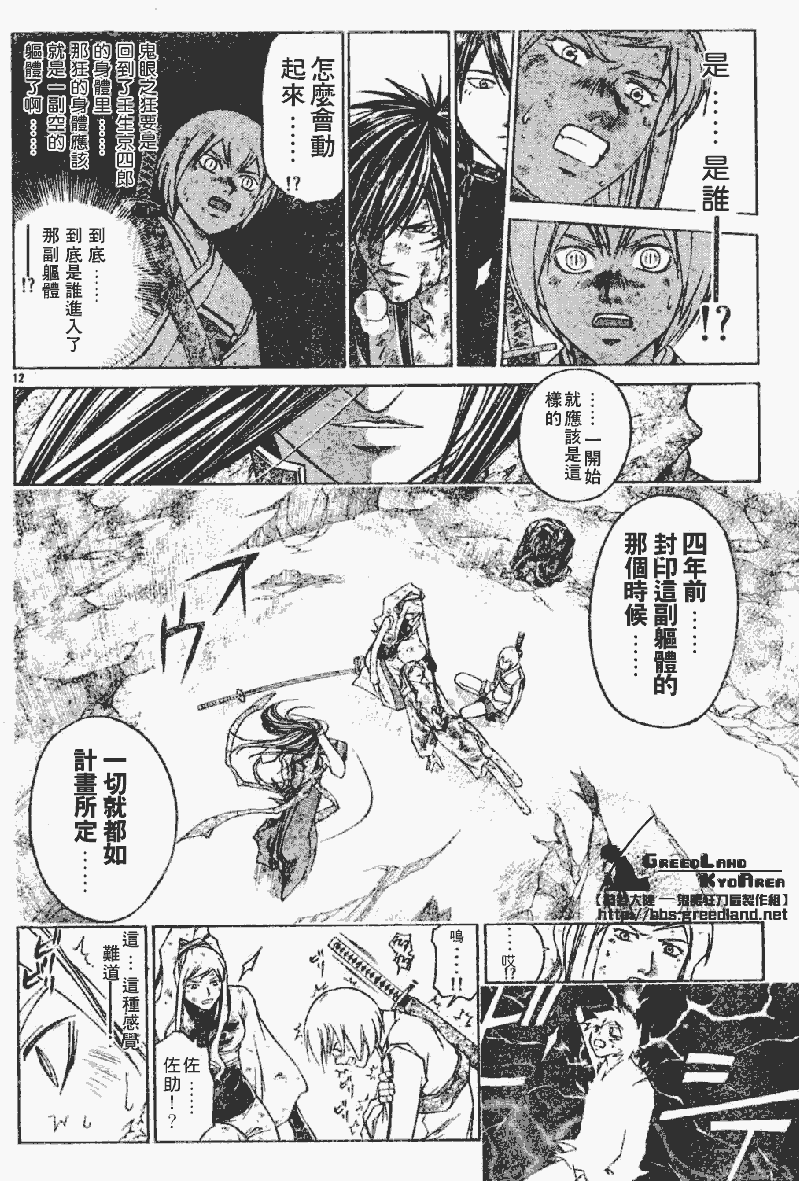 是……是誰——!?
怎麼會動
起來……
!?
鬼眼之狂要是
回到了壬生京四郎
的身體里……
那狂的身體應該
就是一副空的
軀體了啊……
到底……
到底是誰進入了
那副軀體
——!?
12
……一開始
就應該是這
樣的
四年前……
封印這副軀體的
那個時候……
一切就都如
計畫所定……
GreedLand
KyoArea
http://bbs.greedland.net
……哎!?
嗚…!!
佐……
佐助!?
這…這種感覺
難道——